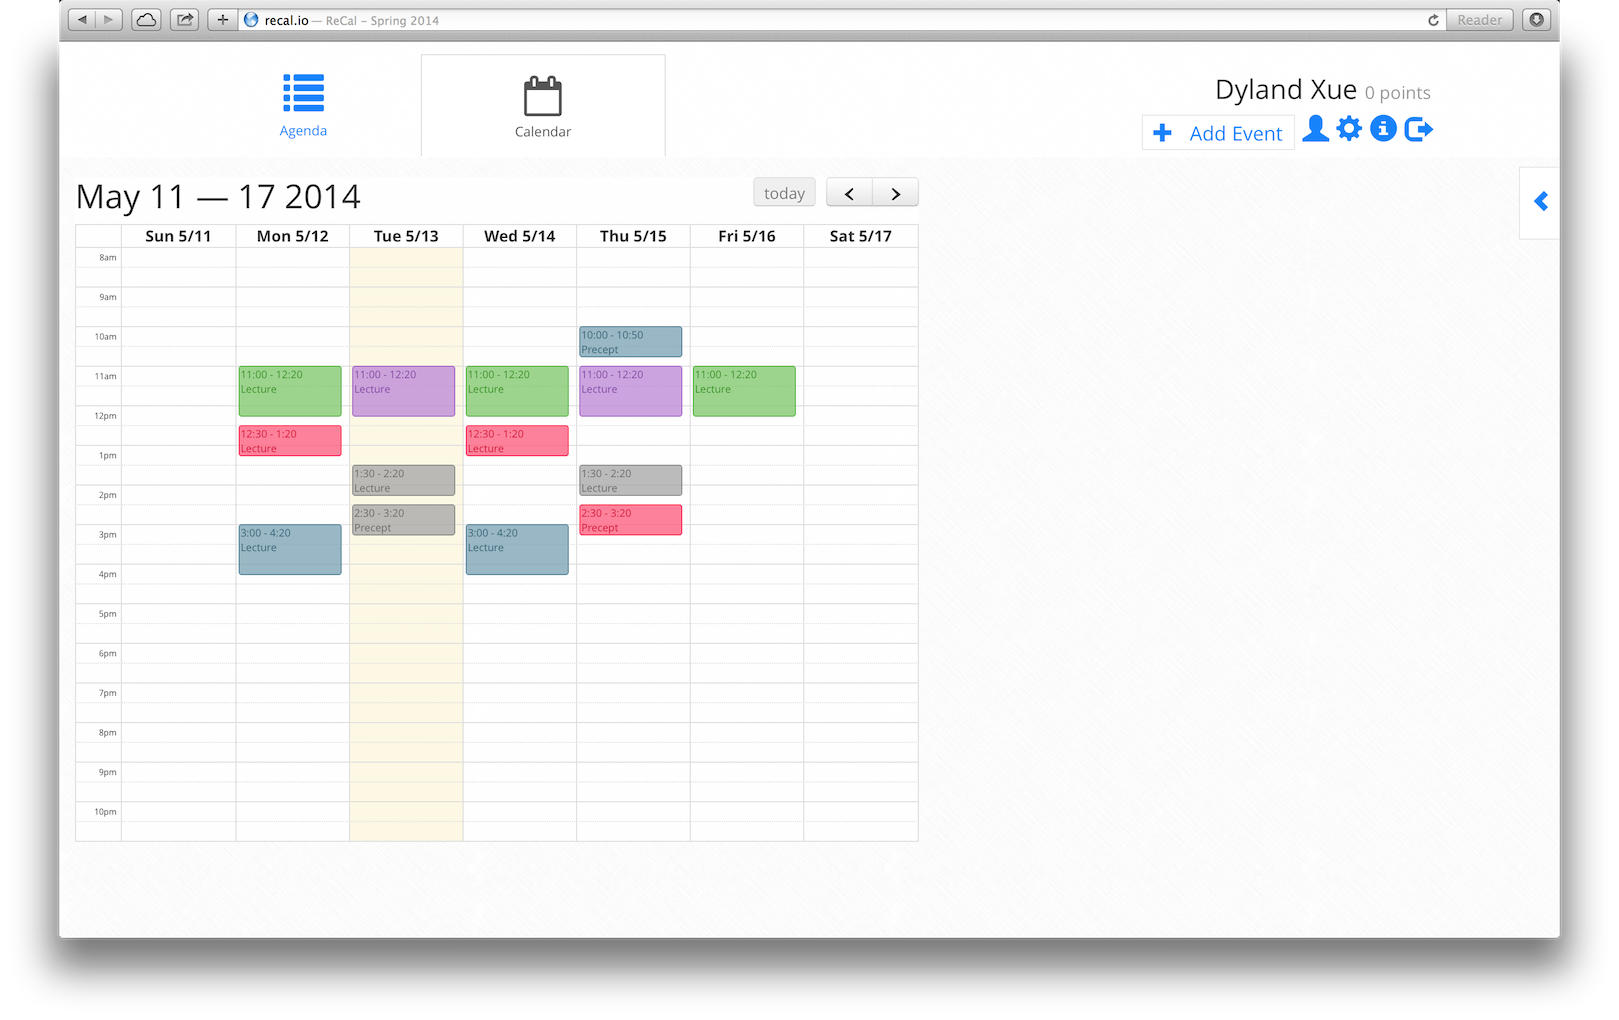 recal.io — ReCal – Spring 2014
Reader
Agenda
Calendar
Dyland Xue 0 points
Add Event
May 11 — 17 2014
today
Sun 5/11 Mon 5/12 Tue 5/13 Wed 5/14 Thu 5/15 Fri 5/16 Sat 5/17
8am
9am
10am
10:00 - 10:50
Precept
11am
11:00 - 12:20 11:00 - 12:20 11:00 - 12:20 11:00 - 12:20 11:00 - 12:20
Lecture Lecture Lecture Lecture Lecture
12pm
12:30 - 1:20 12:30 - 1:20
Lecture Lecture
1pm
1:30 - 2:20 1:30 - 2:20
Lecture Lecture
2pm
2:30 - 3:20 2:30 - 3:20
Precept Precept
3pm
3:00 - 4:20 3:00 - 4:20
Lecture Lecture
4pm
5pm
6pm
7pm
8pm
9pm
10pm